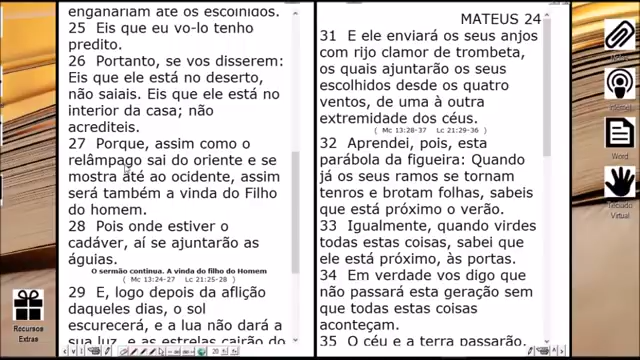 enganariam até os escolhidos.
25 Eis que eu vo-lo tenho
predito.
26 Portanto, se vos disserem:
Eis que ele está no deserto,
não saiais. Eis que ele está no
interior da casa; não
acrediteis.
27 Porque, assim como o
relâmpago sai do oriente e se
mostra até ao ocidente, assim
será também a vinda do Filho
do homem.
28 Pois onde estiver o
cadáver, aí se ajuntarão as
águias.
O sermão continua. A vinda do filho do Homem
( Mc 13:24-27 Lc 21:25-28 )
29 E, logo depois da aflição
daqueles dias, o sol
escurecerá, e a lua não dará a
sua luz, e as estrelas cairão do
MATEUS 24
31 E ele enviará os seus anjos
com rijo clamor de trombeta,
os quais ajuntarão os seus
escolhidos desde os quatro
ventos, de uma à outra
extremidade dos céus.
( Mc 13:28-37 Lc 21:29-36 )
32 Aprendei, pois, esta
parábola da figueira: Quando
já os seus ramos se tornam
tenros e brotam folhas, sabeis
que está próximo o verão.
33 Igualmente, quando virdes
todas estas coisas, sabei que
ele está próximo, às portas.
34 Em verdade vos digo que
não passará esta geração sem
que todas estas coisas
aconteçam.
35 O céu e a terra passarão,
Internet
Word
Teclado
Virtual
Recursos
Extras
20